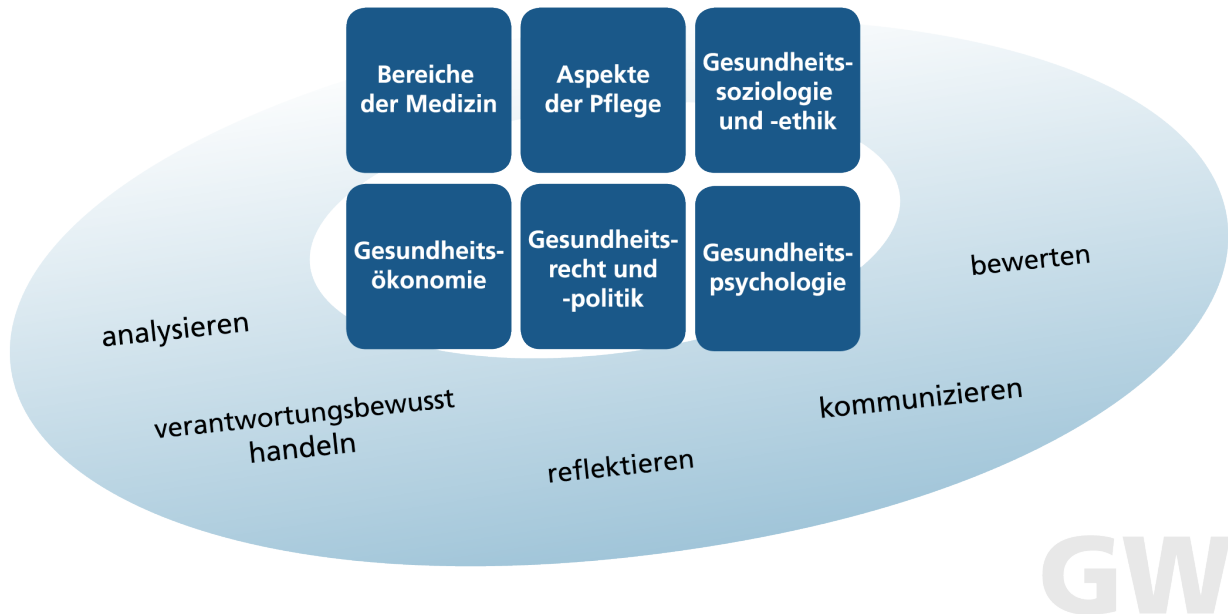 Bereiche
der Medizin
Aspekte
der Pflege
Gesundheits-
soziologie
und -ethik
Gesundheits-
ökonomie
Gesundheits-
recht und
-politik
Gesundheits-
psychologie
bewerten
analysieren
verantwortungsbewusst
handeln
kommunizieren
reflektieren
GW